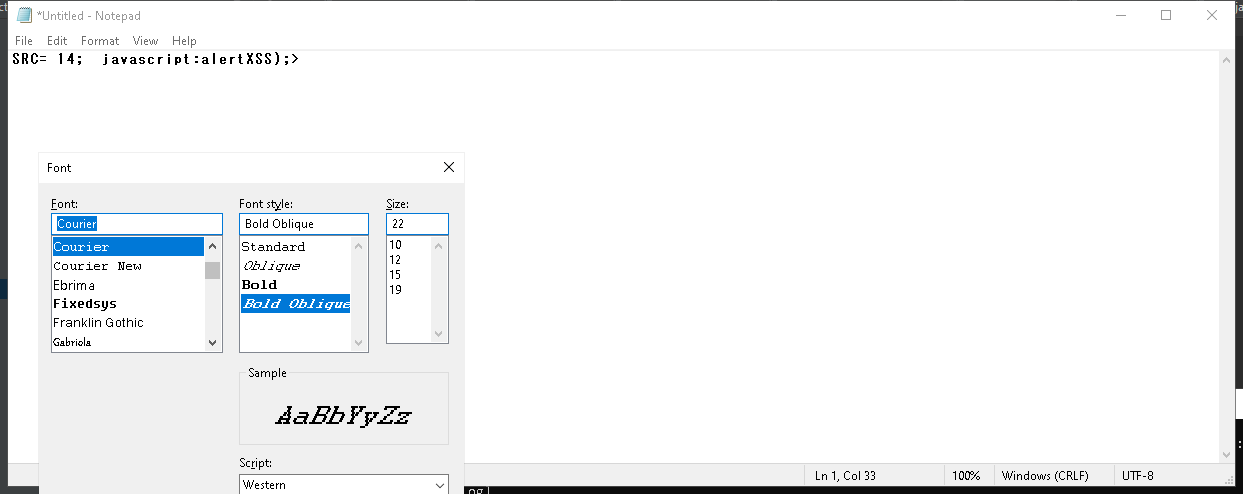 *Untitled - Notepad
File Edit Format View Help
SRC= 14;  javascript:alertXSS);>
Font
Font: Font style: Size:
Courier Bold Oblique 22
Courier Standard 10
Courier New Oblique 12
Ebrima Bold 15
Fixedsys Bold Oblique 19
Franklin Gothic
Gabriola
Sample
AaBbYyZz
Script:
Western
Ln 1, Col 33 100% Windows (CRLF) UTF-8